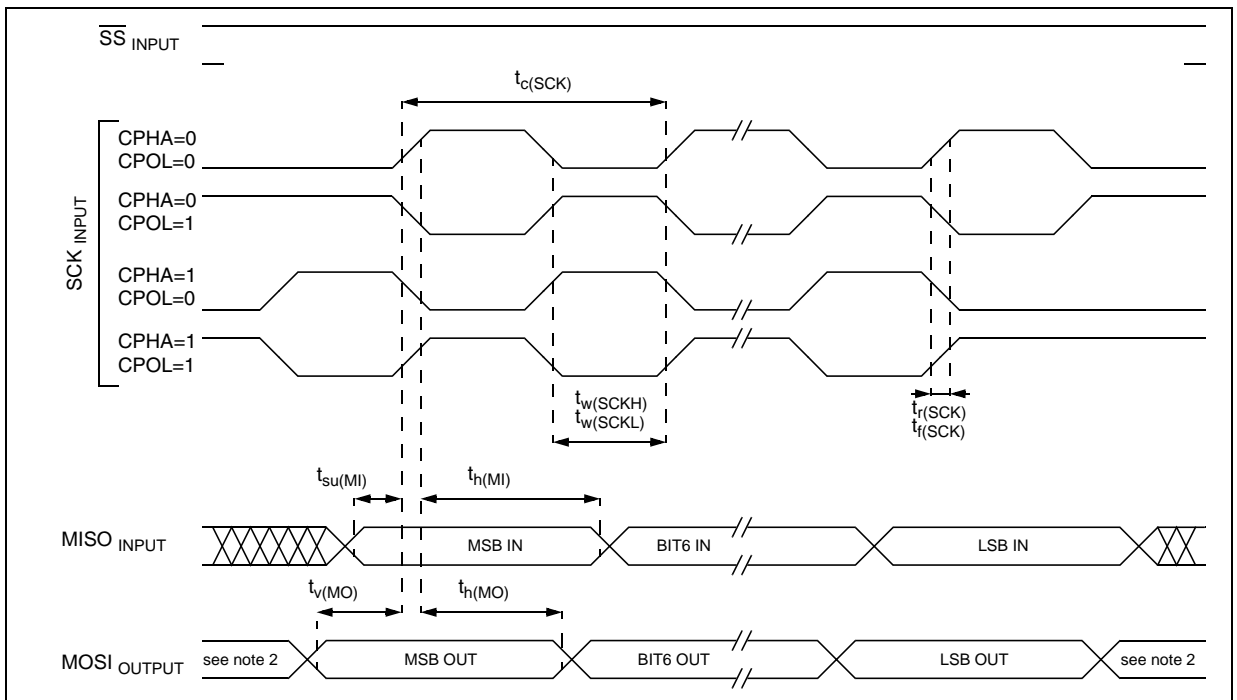 SS INPUT
tc(SCK)
SCK INPUT
CPHA=0
CPOL=0
CPHA=0
CPOL=1
CPHA=1
CPOL=0
CPHA=1
CPOL=1
tw(SCKH)
tw(SCKL)
tr(SCK)
tf(SCK)
tsu(MI)
th(MI)
MISO INPUT
MSB IN
BIT6 IN
LSB IN
tv(MO)
th(MO)
MOSI OUTPUT
see note 2
MSB OUT
BIT6 OUT
LSB OUT
see note 2